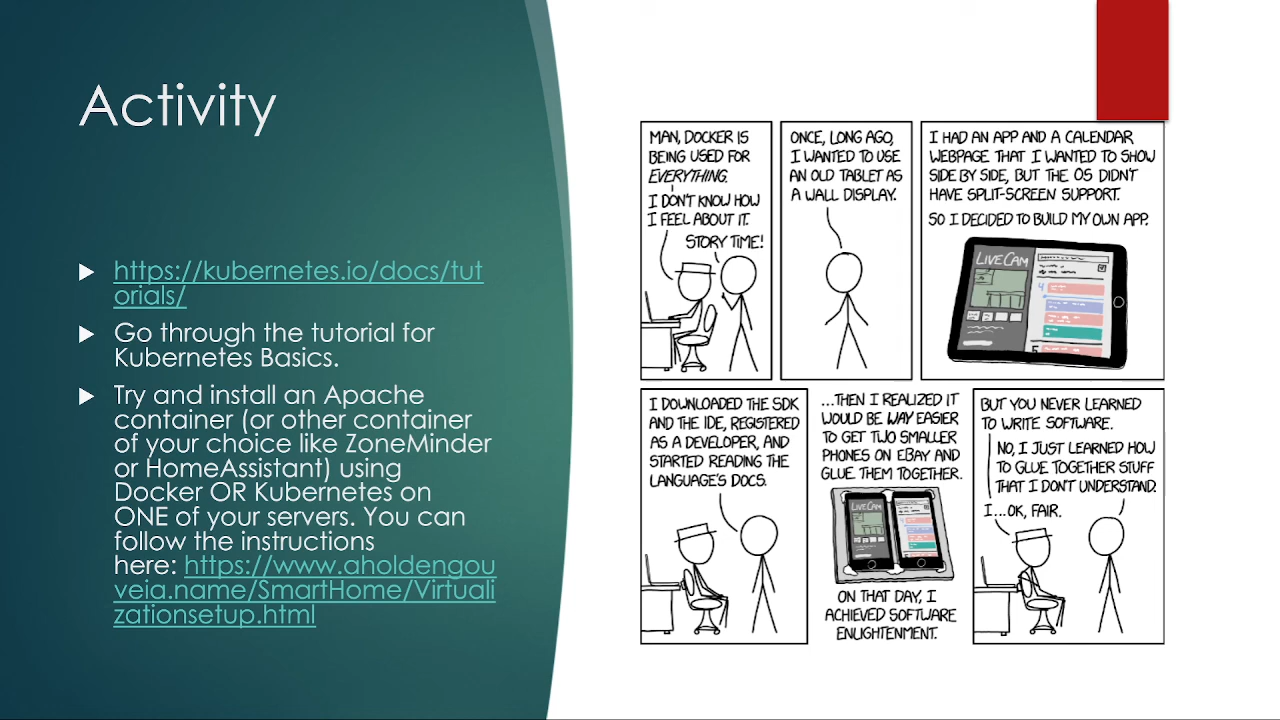 Activity
https://kubernetes.io/docs/tut
orials/
Go through the tutorial for
Kubernetes Basics.
Try and install an Apache
container (or other container
of your choice like ZoneMinder
or HomeAssistant) using
Docker OR Kubernetes on
ONE of your servers. You can
follow the instructions
here: https://www.aholdengou
veia.name/SmartHome/Virtuali
zationsetup.html
MAN, DOCKER IS
BEING USED FOR
EVERYTHING.
I DON'T KNOW HOW
I FEEL ABOUT IT.
STORY TIME!
ONCE, LONG AGO,
I WANTED TO USE
AN OLD TABLET AS
A WALL DISPLAY.
I HAD AN APP AND A CALENDAR
WEBPAGE THAT I WANTED TO SHOW
SIDE BY SIDE, BUT THE OS DIDN'T
HAVE SPLIT-SCREEN SUPPORT.
SO I DECIDED TO BUILD MY OWN APP.
LIVECAM
I DOWNLOADED THE SDK
AND THE IDE, REGISTERED
AS A DEVELOPER, AND
STARTED READING THE
LANGUAGE'S DOCS.
...THEN I REALIZED IT
WOULD BE WAY EASIER
TO GET TWO SMALLER
PHONES ON EBAY AND
GLUE THEM TOGETHER.
LIVECAM
ON THAT DAY, I
ACHIEVED SOFTWARE
ENLIGHTENMENT.
BUT YOU NEVER LEARNED
TO WRITE SOFTWARE.
NO, I JUST LEARNED HOW
TO GLUE TOGETHER STUFF
THAT I DON'T UNDERSTAND.
I...OK, FAIR.